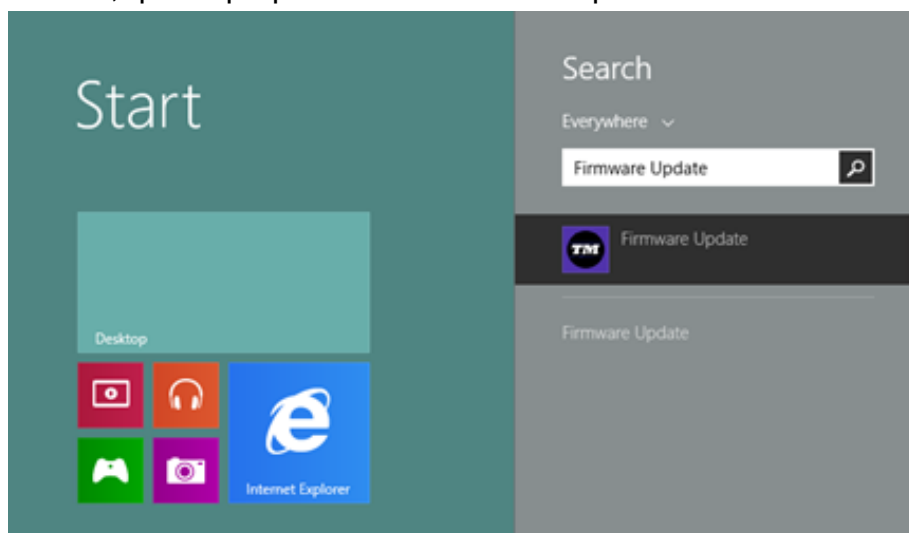 Start
Desktop
Internet Explorer
Search
Everywhere
Firmware Update
TM
Firmware Update
Firmware Update